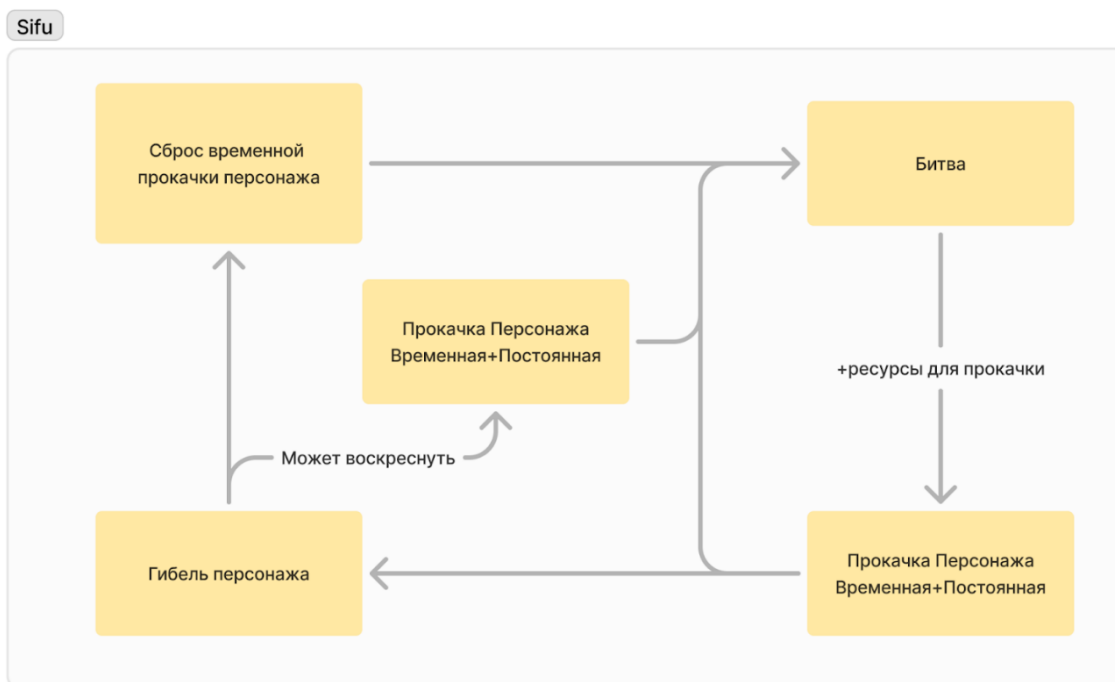 Sifu
Сброс временной
прокачки персонажа
Битва
Прокачка Персонажа
Временная+Постоянная
+ресурсы для прокачки
Может воскреснуть
Гибель персонажа
Прокачка Персонажа
Временная+Постоянная